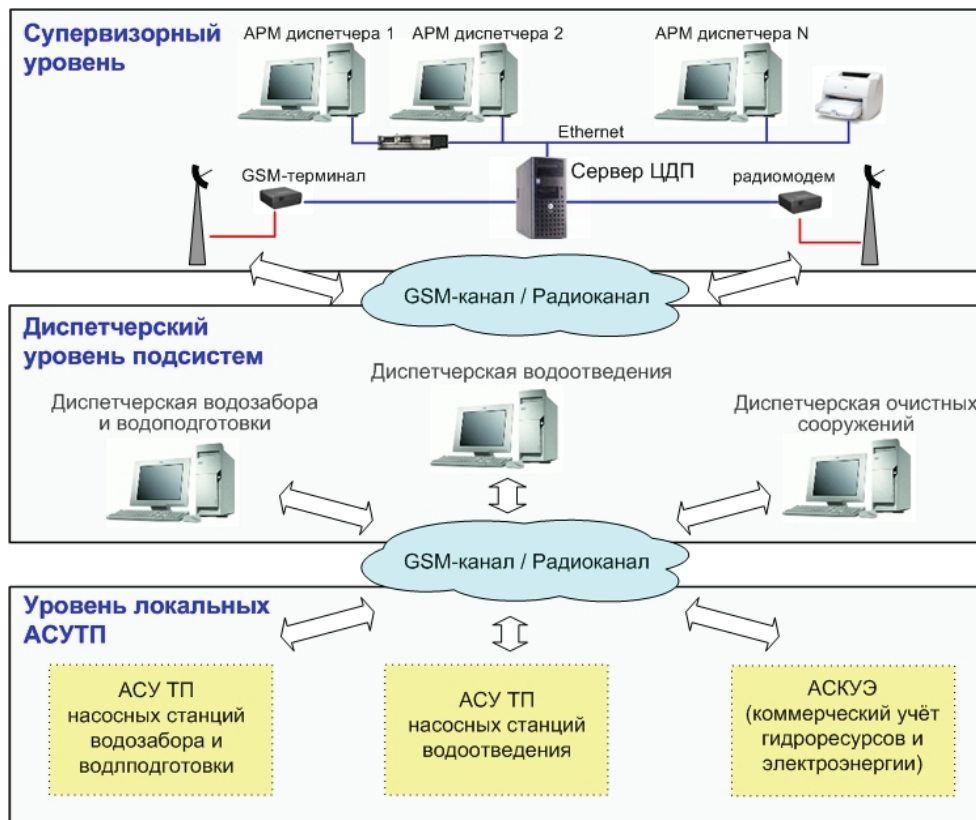 Супервизорный
уровень
АРМ диспетчера 1
АРМ диспетчера 2
АРМ диспетчера N
Ethernet
GSM-терминал
Сервер ЦДП
радиомодем
GSM-канал / Радиоканал
Диспетчерский
уровень подсистем
Диспетчерская водозабора
и водоподготовки
Диспетчерская водоотведения
Диспетчерская очистных
сооружений
GSM-канал / Радиоканал
Уровень локальных
АСУТП
АСУ ТП
насосных станций
водозабора и
водлподготовки
АСУ ТП
насосных станций
водоотведения
АСКУЭ
(коммерческий учёт
гидроресурсов и
электроэнергии)